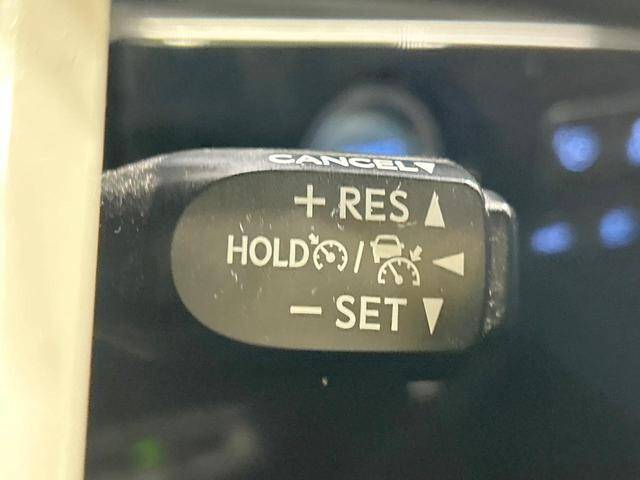 CANCEL▼
+ RES ▲
HOLD / ◀
− SET ▼